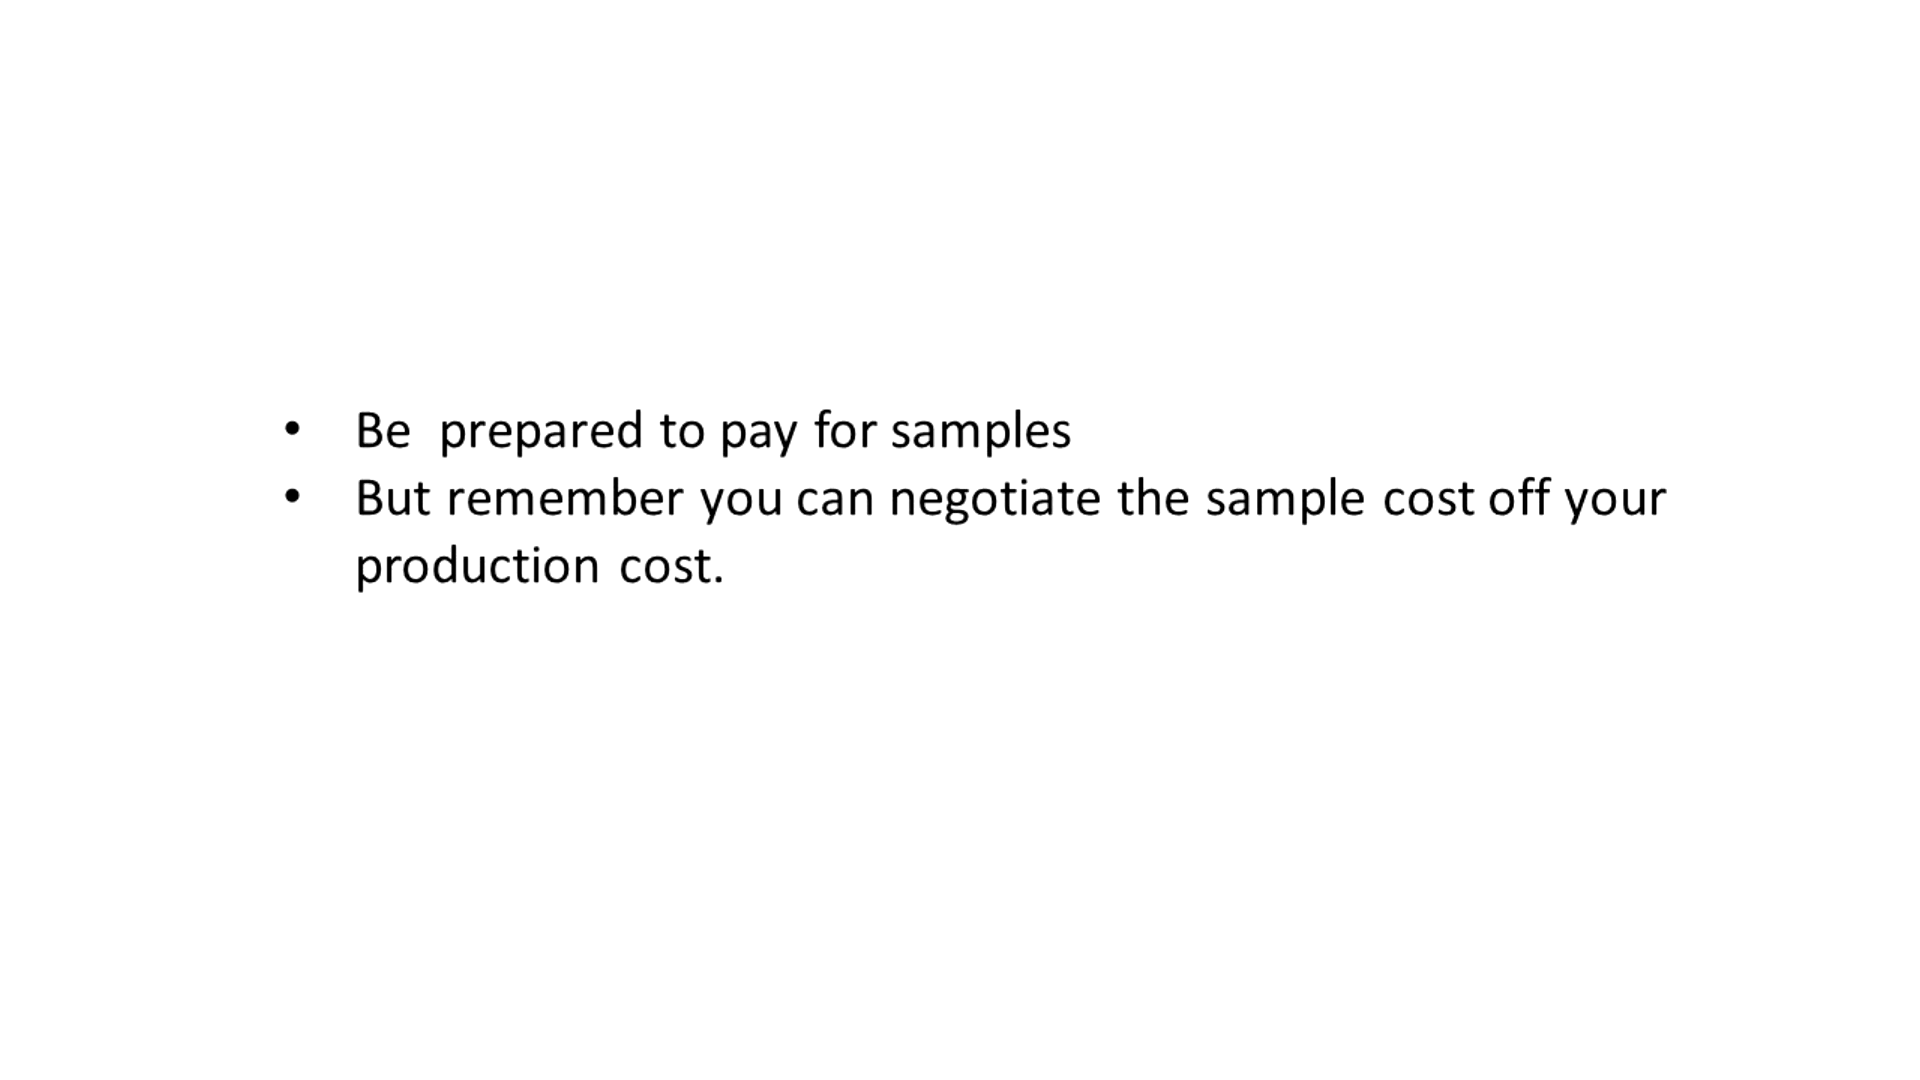 • Be  prepared to pay for samples
• But remember you can negotiate the sample cost off your
production cost.